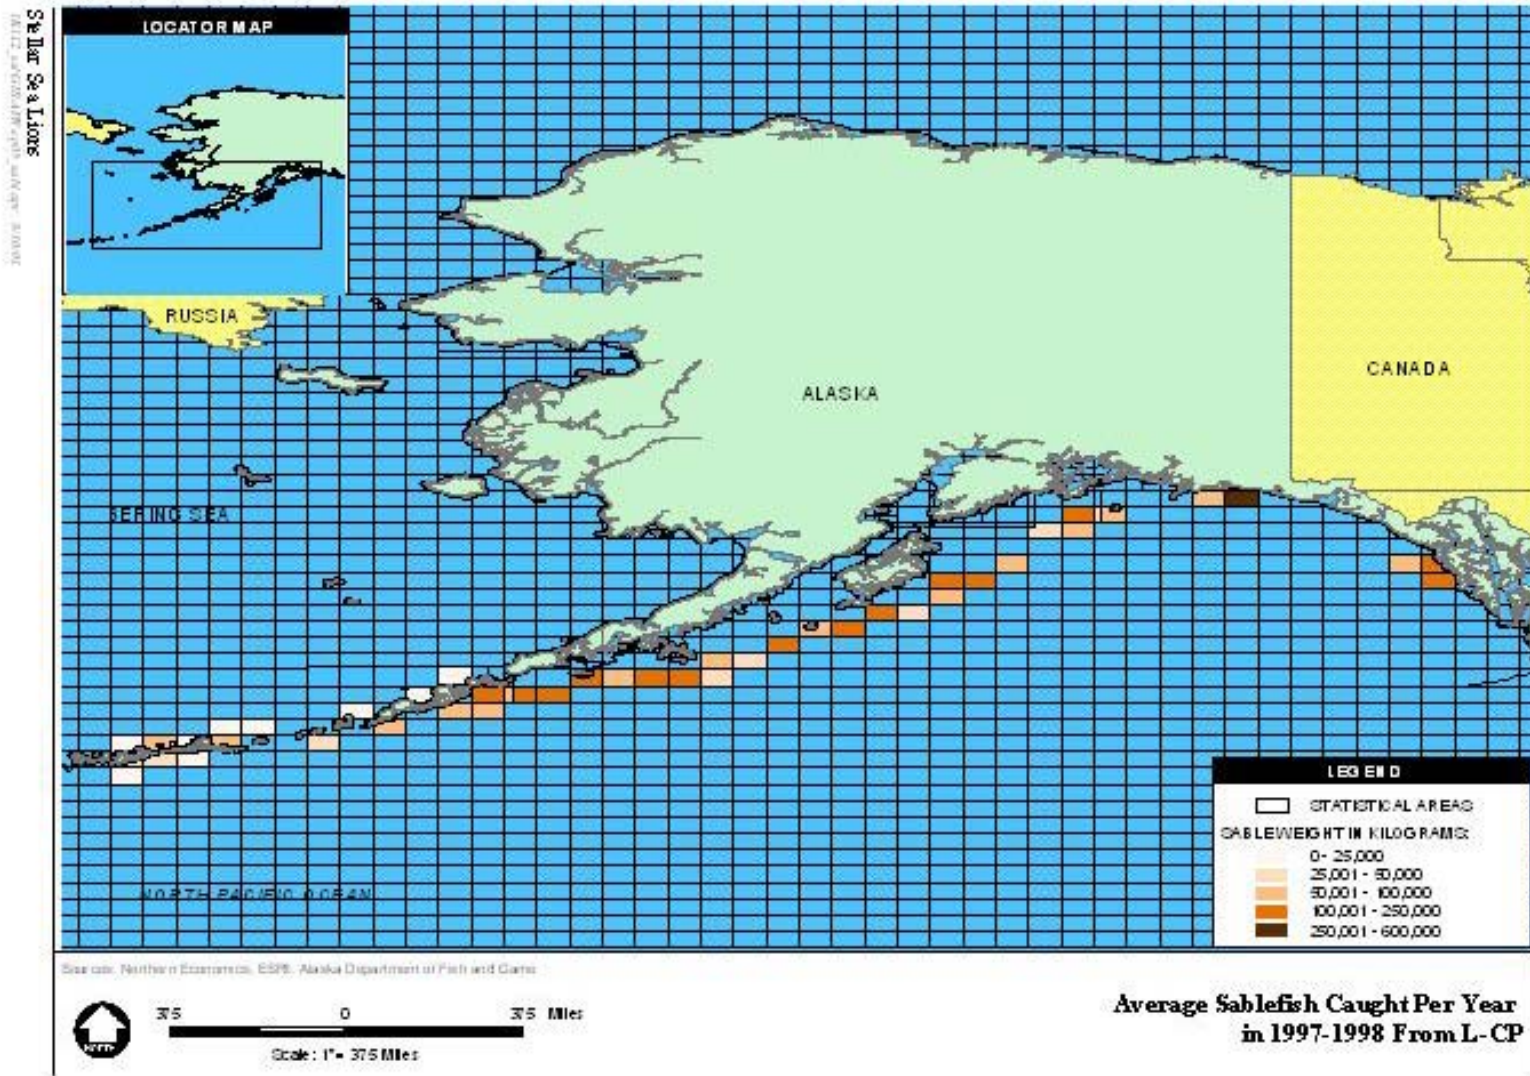 Stellar Sea Lions
LOCATOR MAP
RUSSIA
CANADA
ALASKA
BERING SEA
NORTH PACIFIC OCEAN
LEGEND
STATISTICAL AREAS
SABLEWEIGHT IN KILOGRAMS:
0 - 25,000
25,001 - 50,000
50,001 - 100,000
100,001 - 250,000
250,001 - 600,000
Sources: Northern Economics, ESRI, Alaska Department of Fish and Game
375 0 375 Miles
Scale: 1"= 375 Miles
NORTH
Average Sablefish Caught Per Year
in 1997-1998 From L-CP